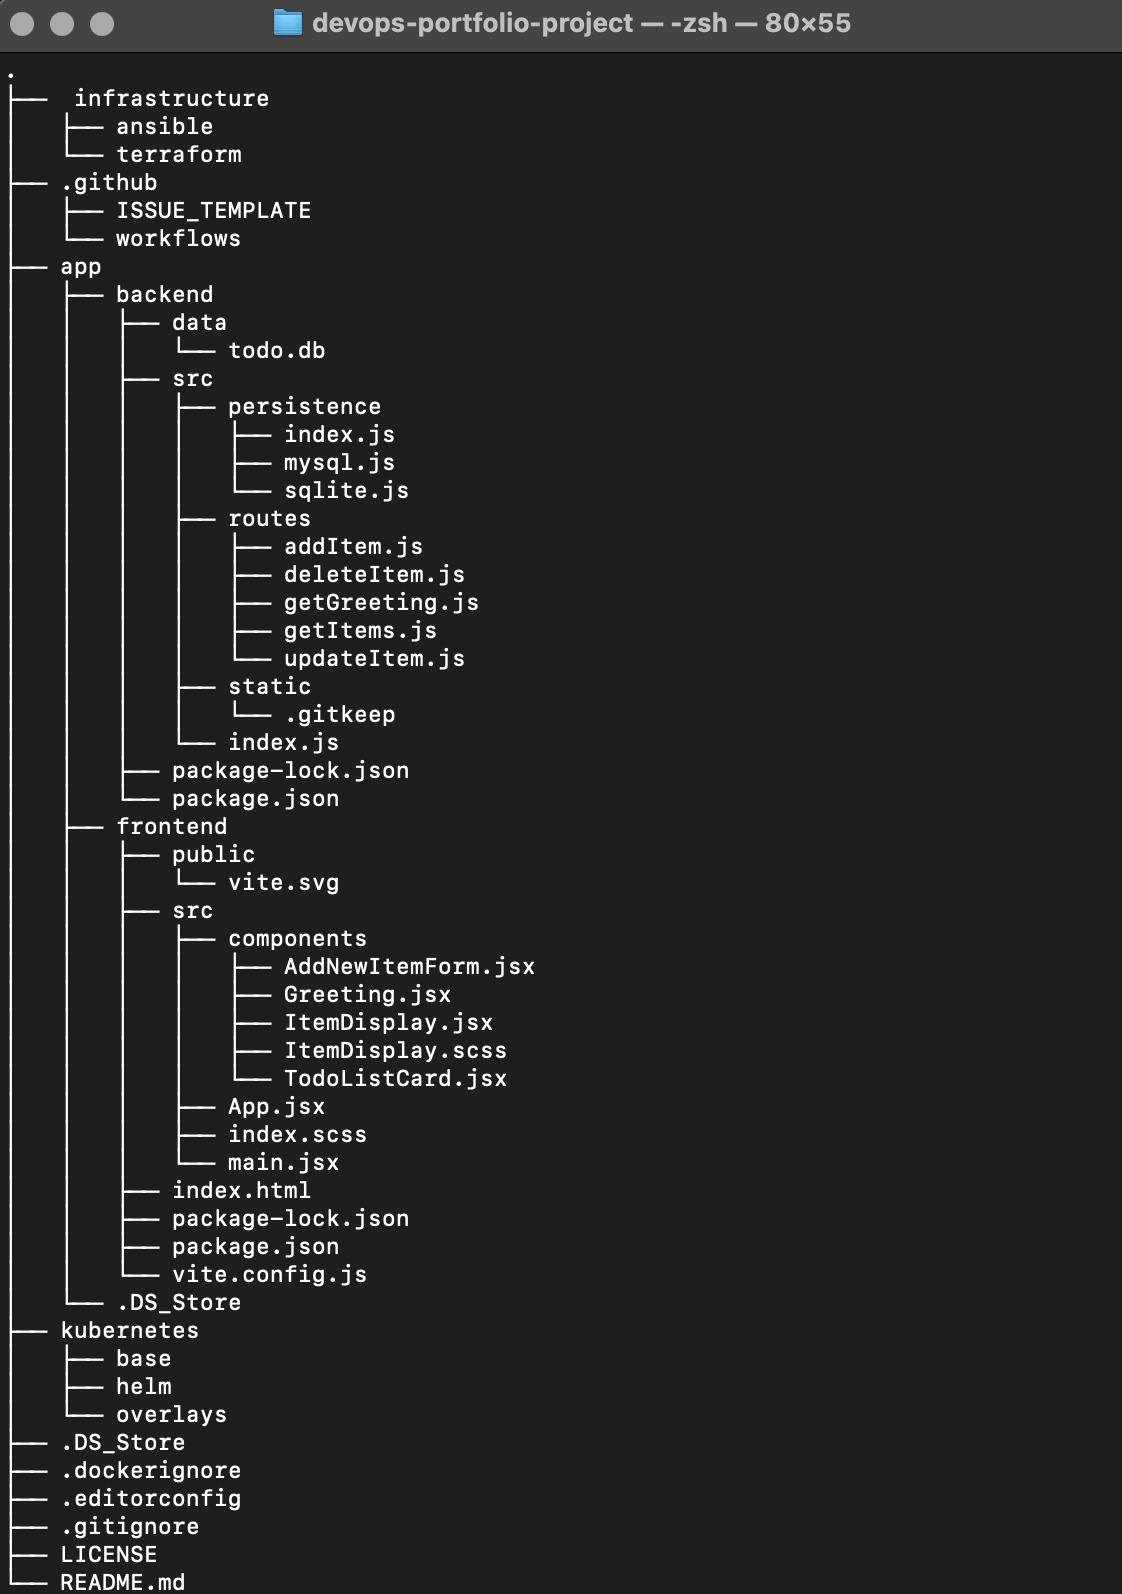 devops-portfolio-project — -zsh — 80×55
.
├──  infrastructure
│   ├── ansible
│   └── terraform
├── .github
│   ├── ISSUE_TEMPLATE
│   └── workflows
├── app
│   ├── backend
│   │   ├── data
│   │   │   └── todo.db
│   │   ├── src
│   │   │   ├── persistence
│   │   │   │   ├── index.js
│   │   │   │   ├── mysql.js
│   │   │   │   └── sqlite.js
│   │   │   ├── routes
│   │   │   │   ├── addItem.js
│   │   │   │   ├── deleteItem.js
│   │   │   │   ├── getGreeting.js
│   │   │   │   ├── getItems.js
│   │   │   │   └── updateItem.js
│   │   │   ├── static
│   │   │   │   └── .gitkeep
│   │   │   └── index.js
│   │   ├── package-lock.json
│   │   └── package.json
│   ├── frontend
│   │   ├── public
│   │   │   └── vite.svg
│   │   ├── src
│   │   │   ├── components
│   │   │   │   ├── AddNewItemForm.jsx
│   │   │   │   ├── Greeting.jsx
│   │   │   │   ├── ItemDisplay.jsx
│   │   │   │   ├── ItemDisplay.scss
│   │   │   │   └── TodoListCard.jsx
│   │   │   ├── App.jsx
│   │   │   ├── index.scss
│   │   │   └── main.jsx
│   │   ├── index.html
│   │   ├── package-lock.json
│   │   ├── package.json
│   │   └── vite.config.js
│   └── .DS_Store
├── kubernetes
│   ├── base
│   ├── helm
│   └── overlays
├── .DS_Store
├── .dockerignore
├── .editorconfig
├── .gitignore
├── LICENSE
└── README.md